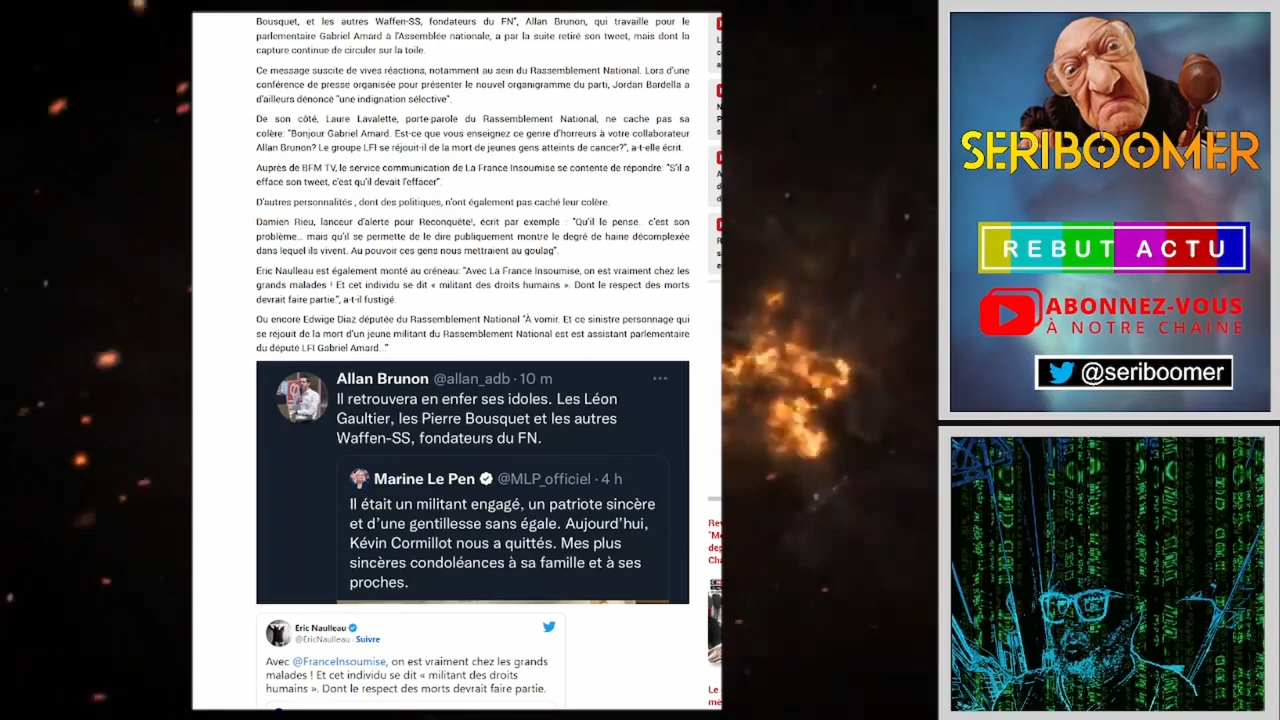 Bousquet, et les autres Waffen-SS, fondateurs du FN", Allan Brunon, qui travaille pour le
parlementaire Gabriel Amard à l'Assemblée nationale, a par la suite retiré son tweet, mais dont la
capture continue de circuler sur la toile.
Ce message suscite de vives réactions, notamment au sein du Rassemblement National. Lors d'une
conférence de presse organisée pour présenter le nouvel organigramme du parti, Jordan Bardella a
d'ailleurs dénoncé "une indignation sélective".
De son côté, Laure Lavalette, porte-parole du Rassemblement National, ne cache pas sa
colère: "Bonjour Gabriel Amard. Est-ce que vous enseignez ce genre d'horreurs à votre collaborateur
Allan Brunon? Le groupe LFI se réjouit-il de la mort de jeunes gens atteints de cancer?", a-t-elle écrit.
Auprès de BFM TV, le service communication de La France Insoumise se contente de répondre: "S'il a
effacé son tweet, c'est qu'il devait l'effacer".
D'autres personnalités , dont des politiques, n'ont également pas caché leur colère.
Damien Rieu, lanceur d'alerte pour Reconquête!, écrit par exemple : "Qu'il le pense.. c'est son
problème... mais qu'il se permette de le dire publiquement montre le degré de haine décomplexée
dans lequel ils vivent. Au pouvoir ces gens nous mettraient au goulag".
Eric Naulleau est également monté au créneau: "Avec La France Insoumise, on est vraiment chez les
grands malades ! Et cet individu se dit « militant des droits humans ». Dont le respect des morts
devrait faire partie", a-t-il fustigé.
Ou encore Edwige Diaz députée du Rassemblement National "À vomir. Et ce sinistre personnage qui
se réjouit de la mort d'un jeune militant du Rassemblement National est est assistant parlementaire
du député LFI Gabriel Amard..."
Allan Brunon @allan_adb · 10 m
Il retrouvera en enfer ses idoles. Les Léon
Gaultier, les Pierre Bousquet et les autres
Waffen-SS, fondateurs du FN.
Marine Le Pen @MLP_officiel · 4 h
Il était un militant engagé, un patriote sincère
et d'une gentillesse sans égale. Aujourd'hui,
Kévin Cormillot nous a quittés. Mes plus
sincères condoléances à sa famille et à ses
proches.
Eric Naulleau
@EricNaulleau · Suivre
Avec @FranceInsoumise, on est vraiment chez les grands
malades ! Et cet individu se dit « militant des droits
humains ». Dont le respect des morts devrait faire partie.
SERIBOOMER
REBUT ACTU
ABONNEZ-VOUS
À NOTRE CHAINE
@seriboomer